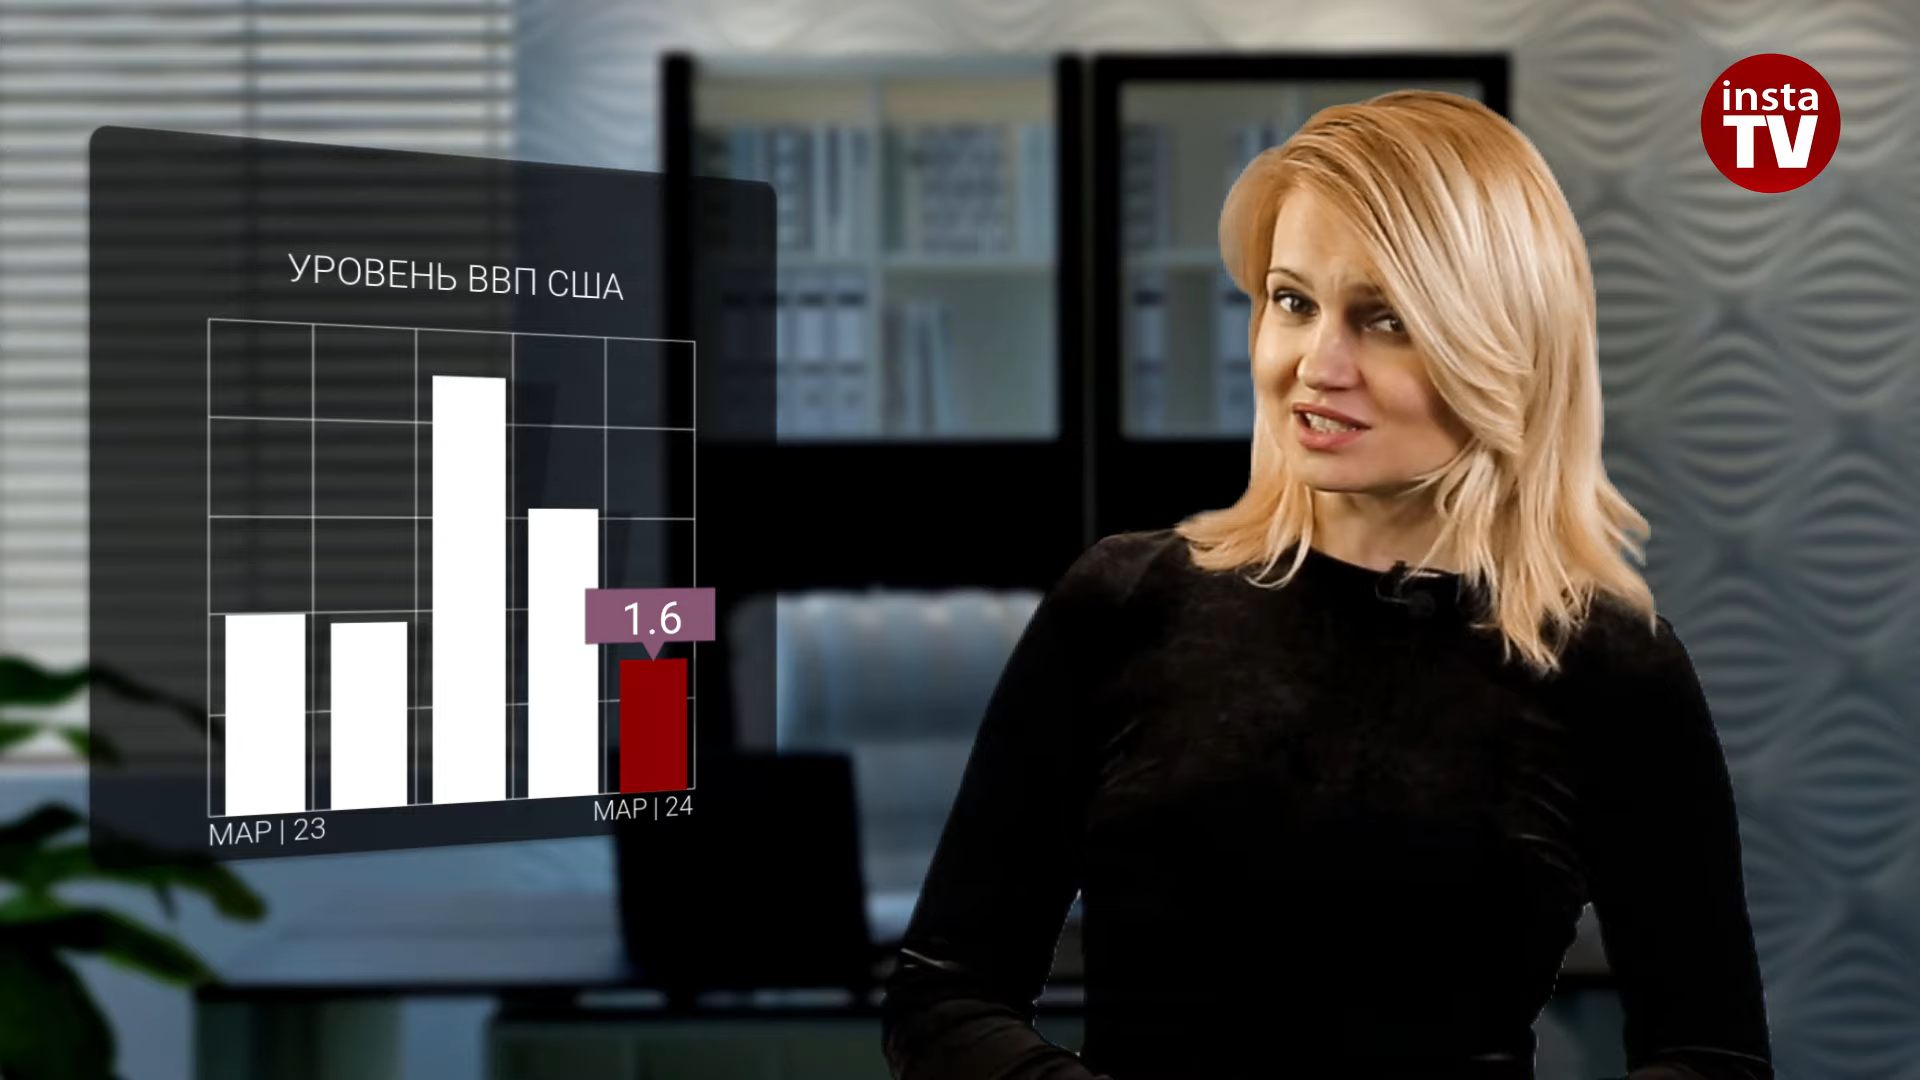 УРОВЕНЬ ВВП США
1.6
МАР | 23
МАР | 24
insta
TV